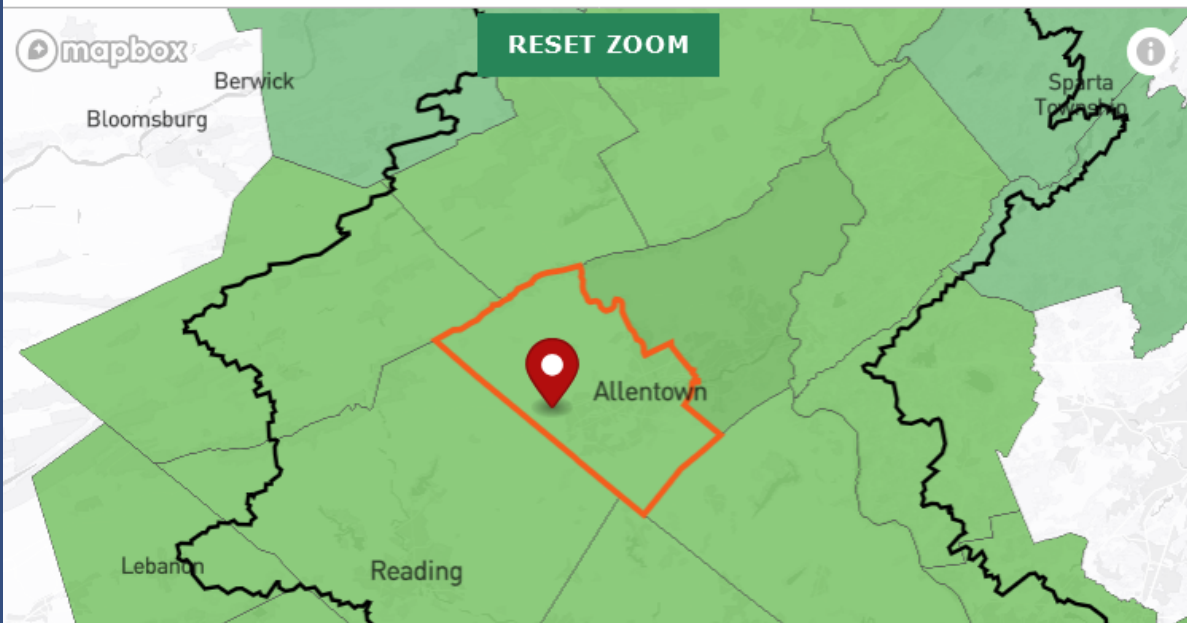 RESET ZOOM
mapbox
i
Berwick
Sparta
Township
Bloomsburg
Allentown
Lebanon
Reading